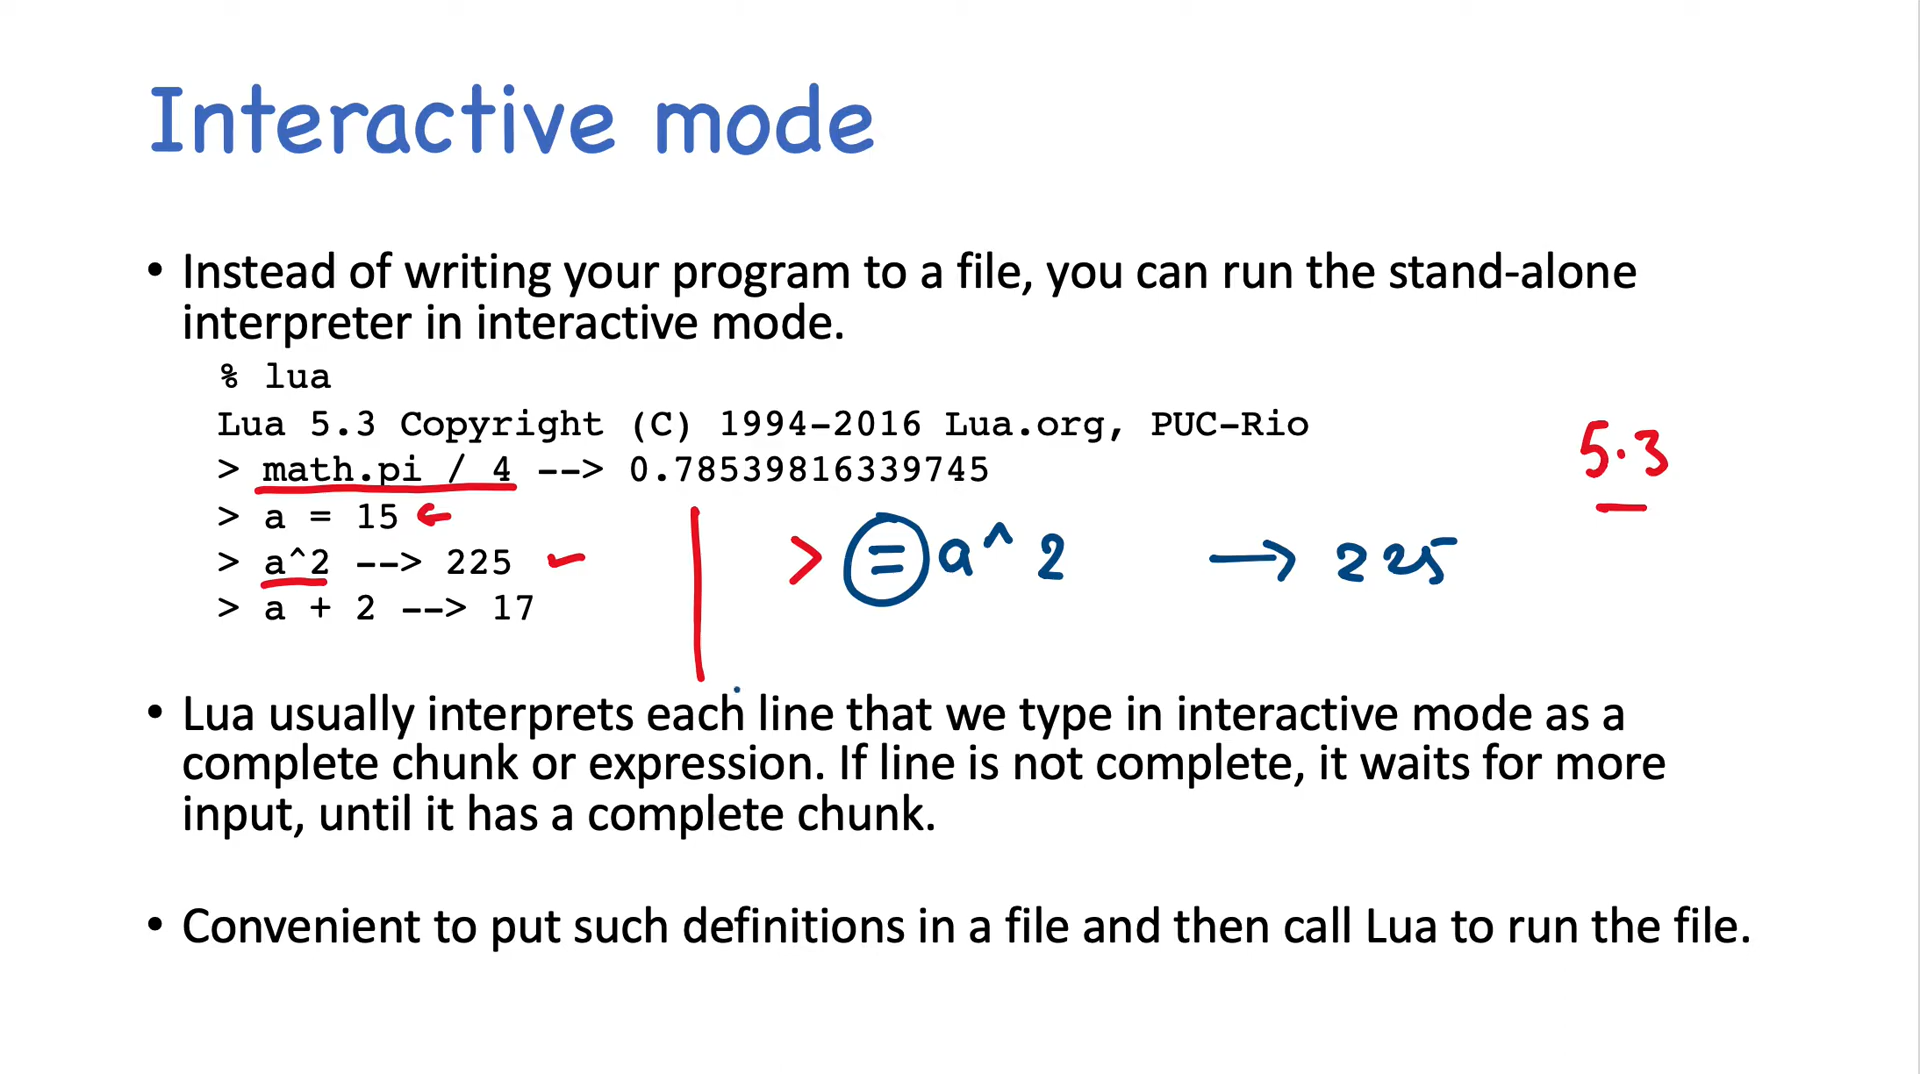 Interactive mode
• Instead of writing your program to a file, you can run the stand-alone
interpreter in interactive mode.
% lua
Lua 5.3 Copyright (C) 1994-2016 Lua.org, PUC-Rio
> math.pi / 4 --> 0.78539816339745
5.3
> a = 15 ←
> a^2 --> 225
> = a^2 → 225
> a + 2 --> 17
• Lua usually interprets each line that we type in interactive mode as a
complete chunk or expression. If line is not complete, it waits for more
input, until it has a complete chunk.
• Convenient to put such definitions in a file and then call Lua to run the file.